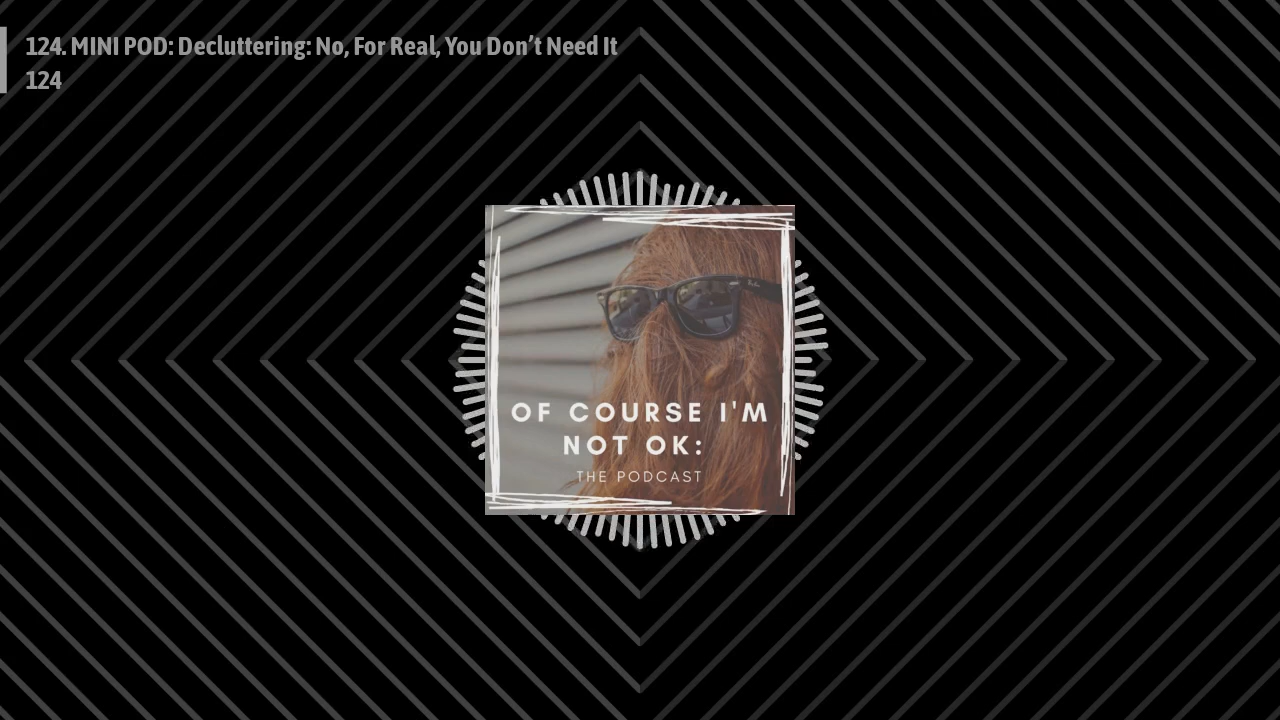 124. MINI POD: Decluttering: No, For Real, You Don’t Need It
124
OF COURSE I'M
NOT OK:
THE PODCAST